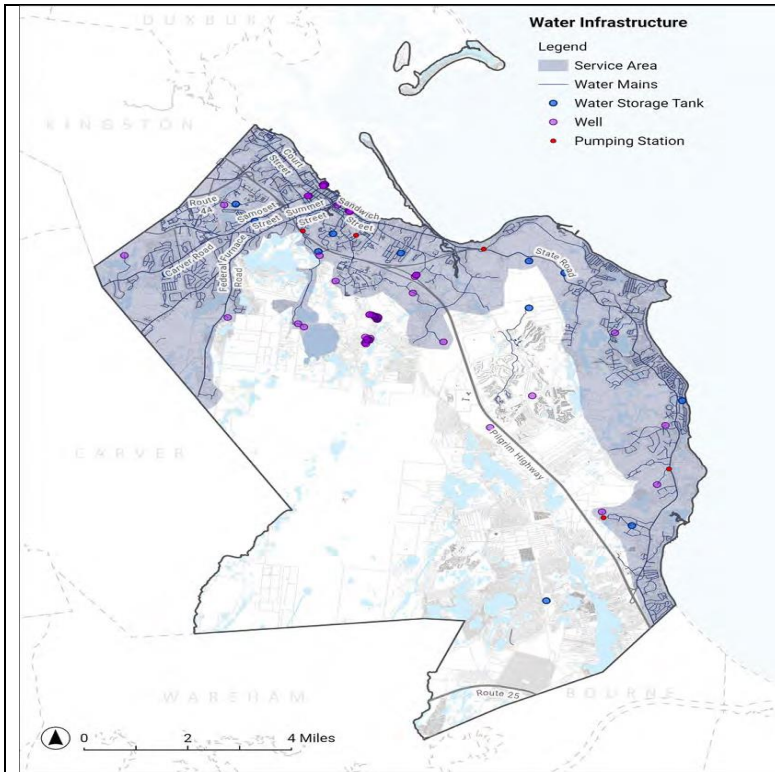 DUXBURY
Water Infrastructure
Legend
Service Area
Water Mains
Water Storage Tank
Well
Pumping Station
KINGSTON
Court
Street
Route
44
Samoset
Street
Summer
Street
Sandwich
Street
Carver Road
Federal Furnace
Road
State Road
CARVER
Pilgrim Highway
WAREHAM
Route 25
BOURNE
0 2 4 Miles